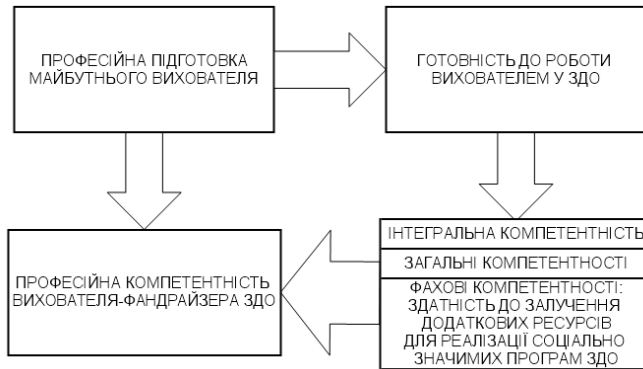 ПРОФЕСІЙНА ПІДГОТОВКА
МАЙБУТНЬОГО ВИХОВАТЕЛЯ
ГОТОВНІСТЬ ДО РОБОТИ
ВИХОВАТЕЛЕМ У ЗДО
ІНТЕГРАЛЬНА КОМПЕТЕНТНІСТЬ
ЗАГАЛЬНІ КОМПЕТЕНТНОСТІ
ФАХОВІ КОМПЕТЕНТНОСТІ:
ЗДАТНІСТЬ ДО ЗАЛУЧЕННЯ
ДОДАТКОВИХ РЕСУРСІВ
ДЛЯ РЕАЛІЗАЦІЇ СОЦІАЛЬНО
ЗНАЧИМИХ ПРОГРАМ ЗДО
ПРОФЕСІЙНА КОМПЕТЕНТНІСТЬ
ВИХОВАТЕЛЯ-ФАНДРАЙЗЕРА ЗДО